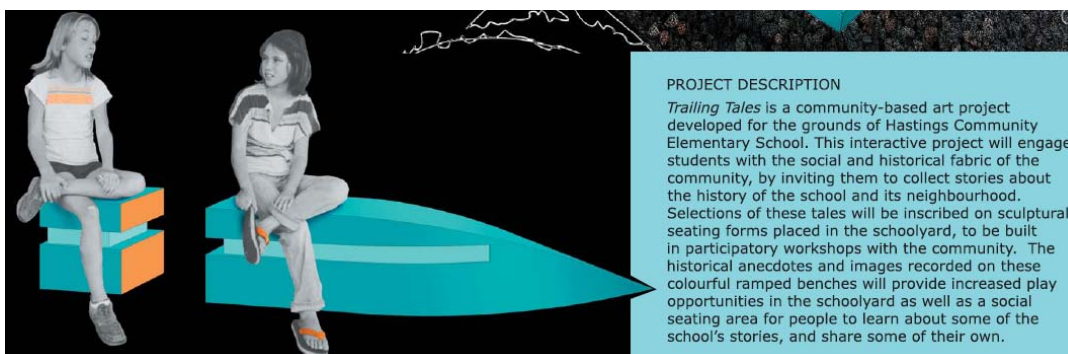 PROJECT DESCRIPTION
Trailing Tales is a community-based art project
developed for the grounds of Hastings Community
Elementary School. This interactive project will engage
students with the social and historical fabric of the
community, by inviting them to collect stories about
the history of the school and its neighbourhood.
Selections of these tales will be inscribed on sculptural
seating forms placed in the schoolyard, to be built
in participatory workshops with the community. The
historical anecdotes and images recorded on these
colourful ramped benches will provide increased play
opportunities in the schoolyard as well as a social
seating area for people to learn about some of the
school's stories, and share some of their own.